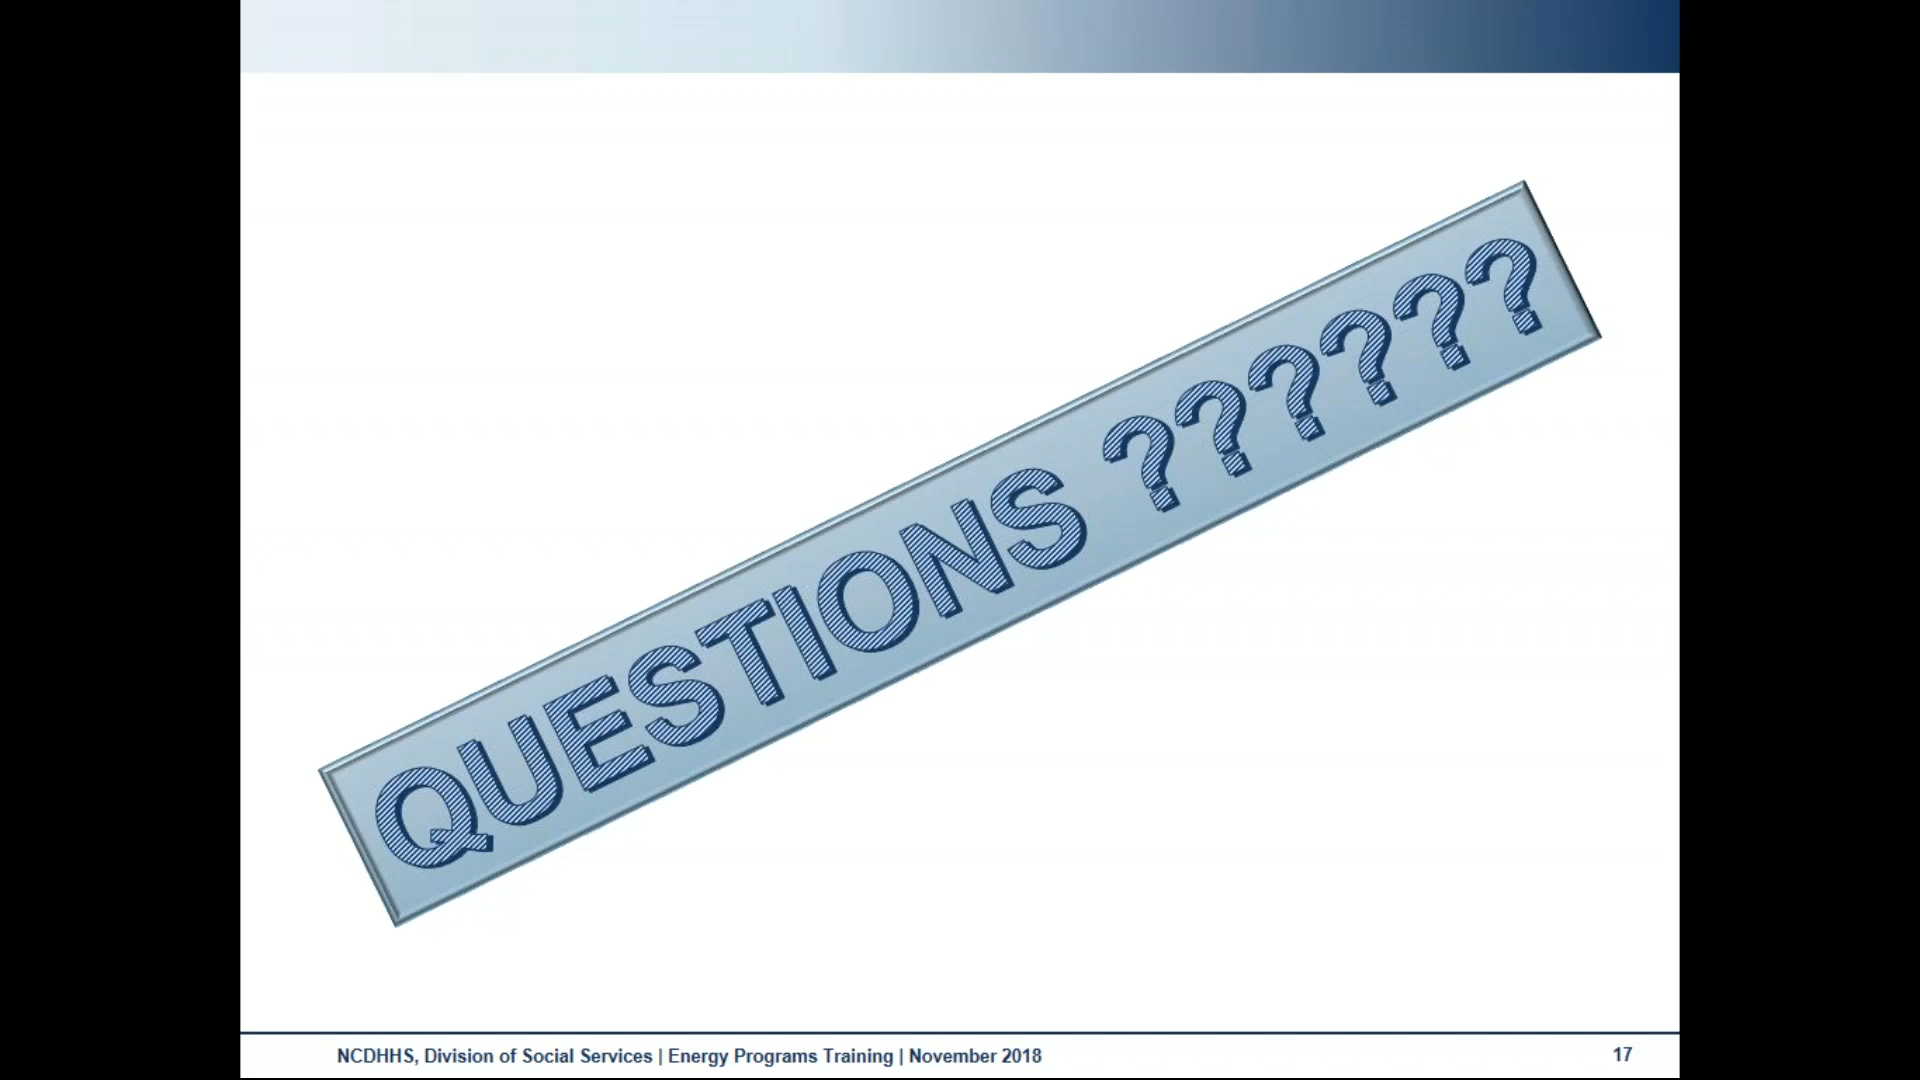 QUESTIONS ??????
NCDHHS, Division of Social Services | Energy Programs Training | November 2018
17